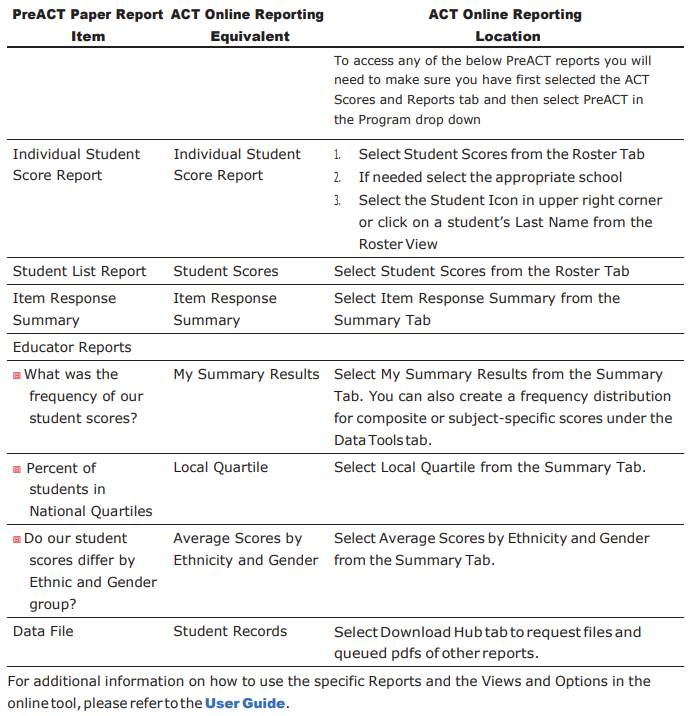 PreACT Paper Report Item
ACT Online Reporting Equivalent
ACT Online Reporting Location
To access any of the below PreACT reports you will
need to make sure you have first selected the ACT
Scores and Reports tab and then select PreACT in
the Program drop down
Individual Student
Score Report
Individual Student
Score Report
1. Select Student Scores from the Roster Tab
2. If needed select the appropriate school
3. Select the Student Icon in upper right corner
or click on a student’s Last Name from the
Roster View
Student List Report
Student Scores
Select Student Scores from the Roster Tab
Item Response
Summary
Item Response
Summary
Select Item Response Summary from the
Summary Tab
Educator Reports
What was the
frequency of our
student scores?
My Summary Results
Select My Summary Results from the Summary
Tab. You can also create a frequency distribution
for composite or subject-specific scores under the
Data Tools tab.
Percent of
students in
National Quartiles
Local Quartile
Select Local Quartile from the Summary Tab.
Do our student
scores differ by
Ethnic and Gender
group?
Average Scores by
Ethnicity and Gender
Select Average Scores by Ethnicity and Gender
from the Summary Tab.
Data File
Student Records
Select Download Hub tab to request files and
queued pdfs of other reports.
For additional information on how to use the specific Reports and the Views and Options in the
online tool, please refer to the User Guide.